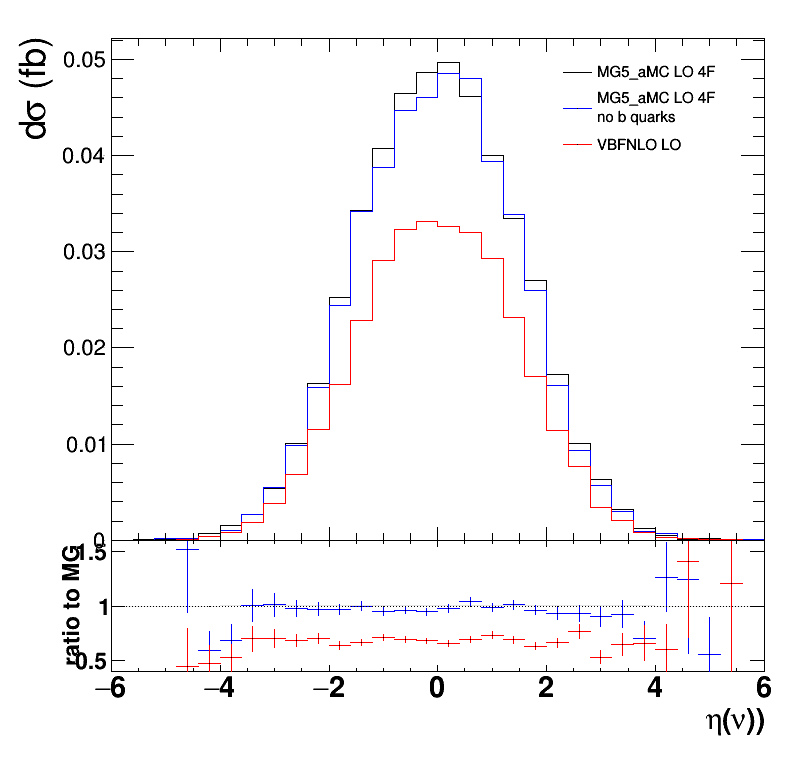 dσ (fb)
0.05
0.04
0.03
0.02
0.01
0
MG5_aMC LO 4F
MG5_aMC LO 4F
no b quarks
VBFNLO LO
ratio to MG
1.5
1
0.5
−6 −4 −2 0 2 4 6
η(ν))